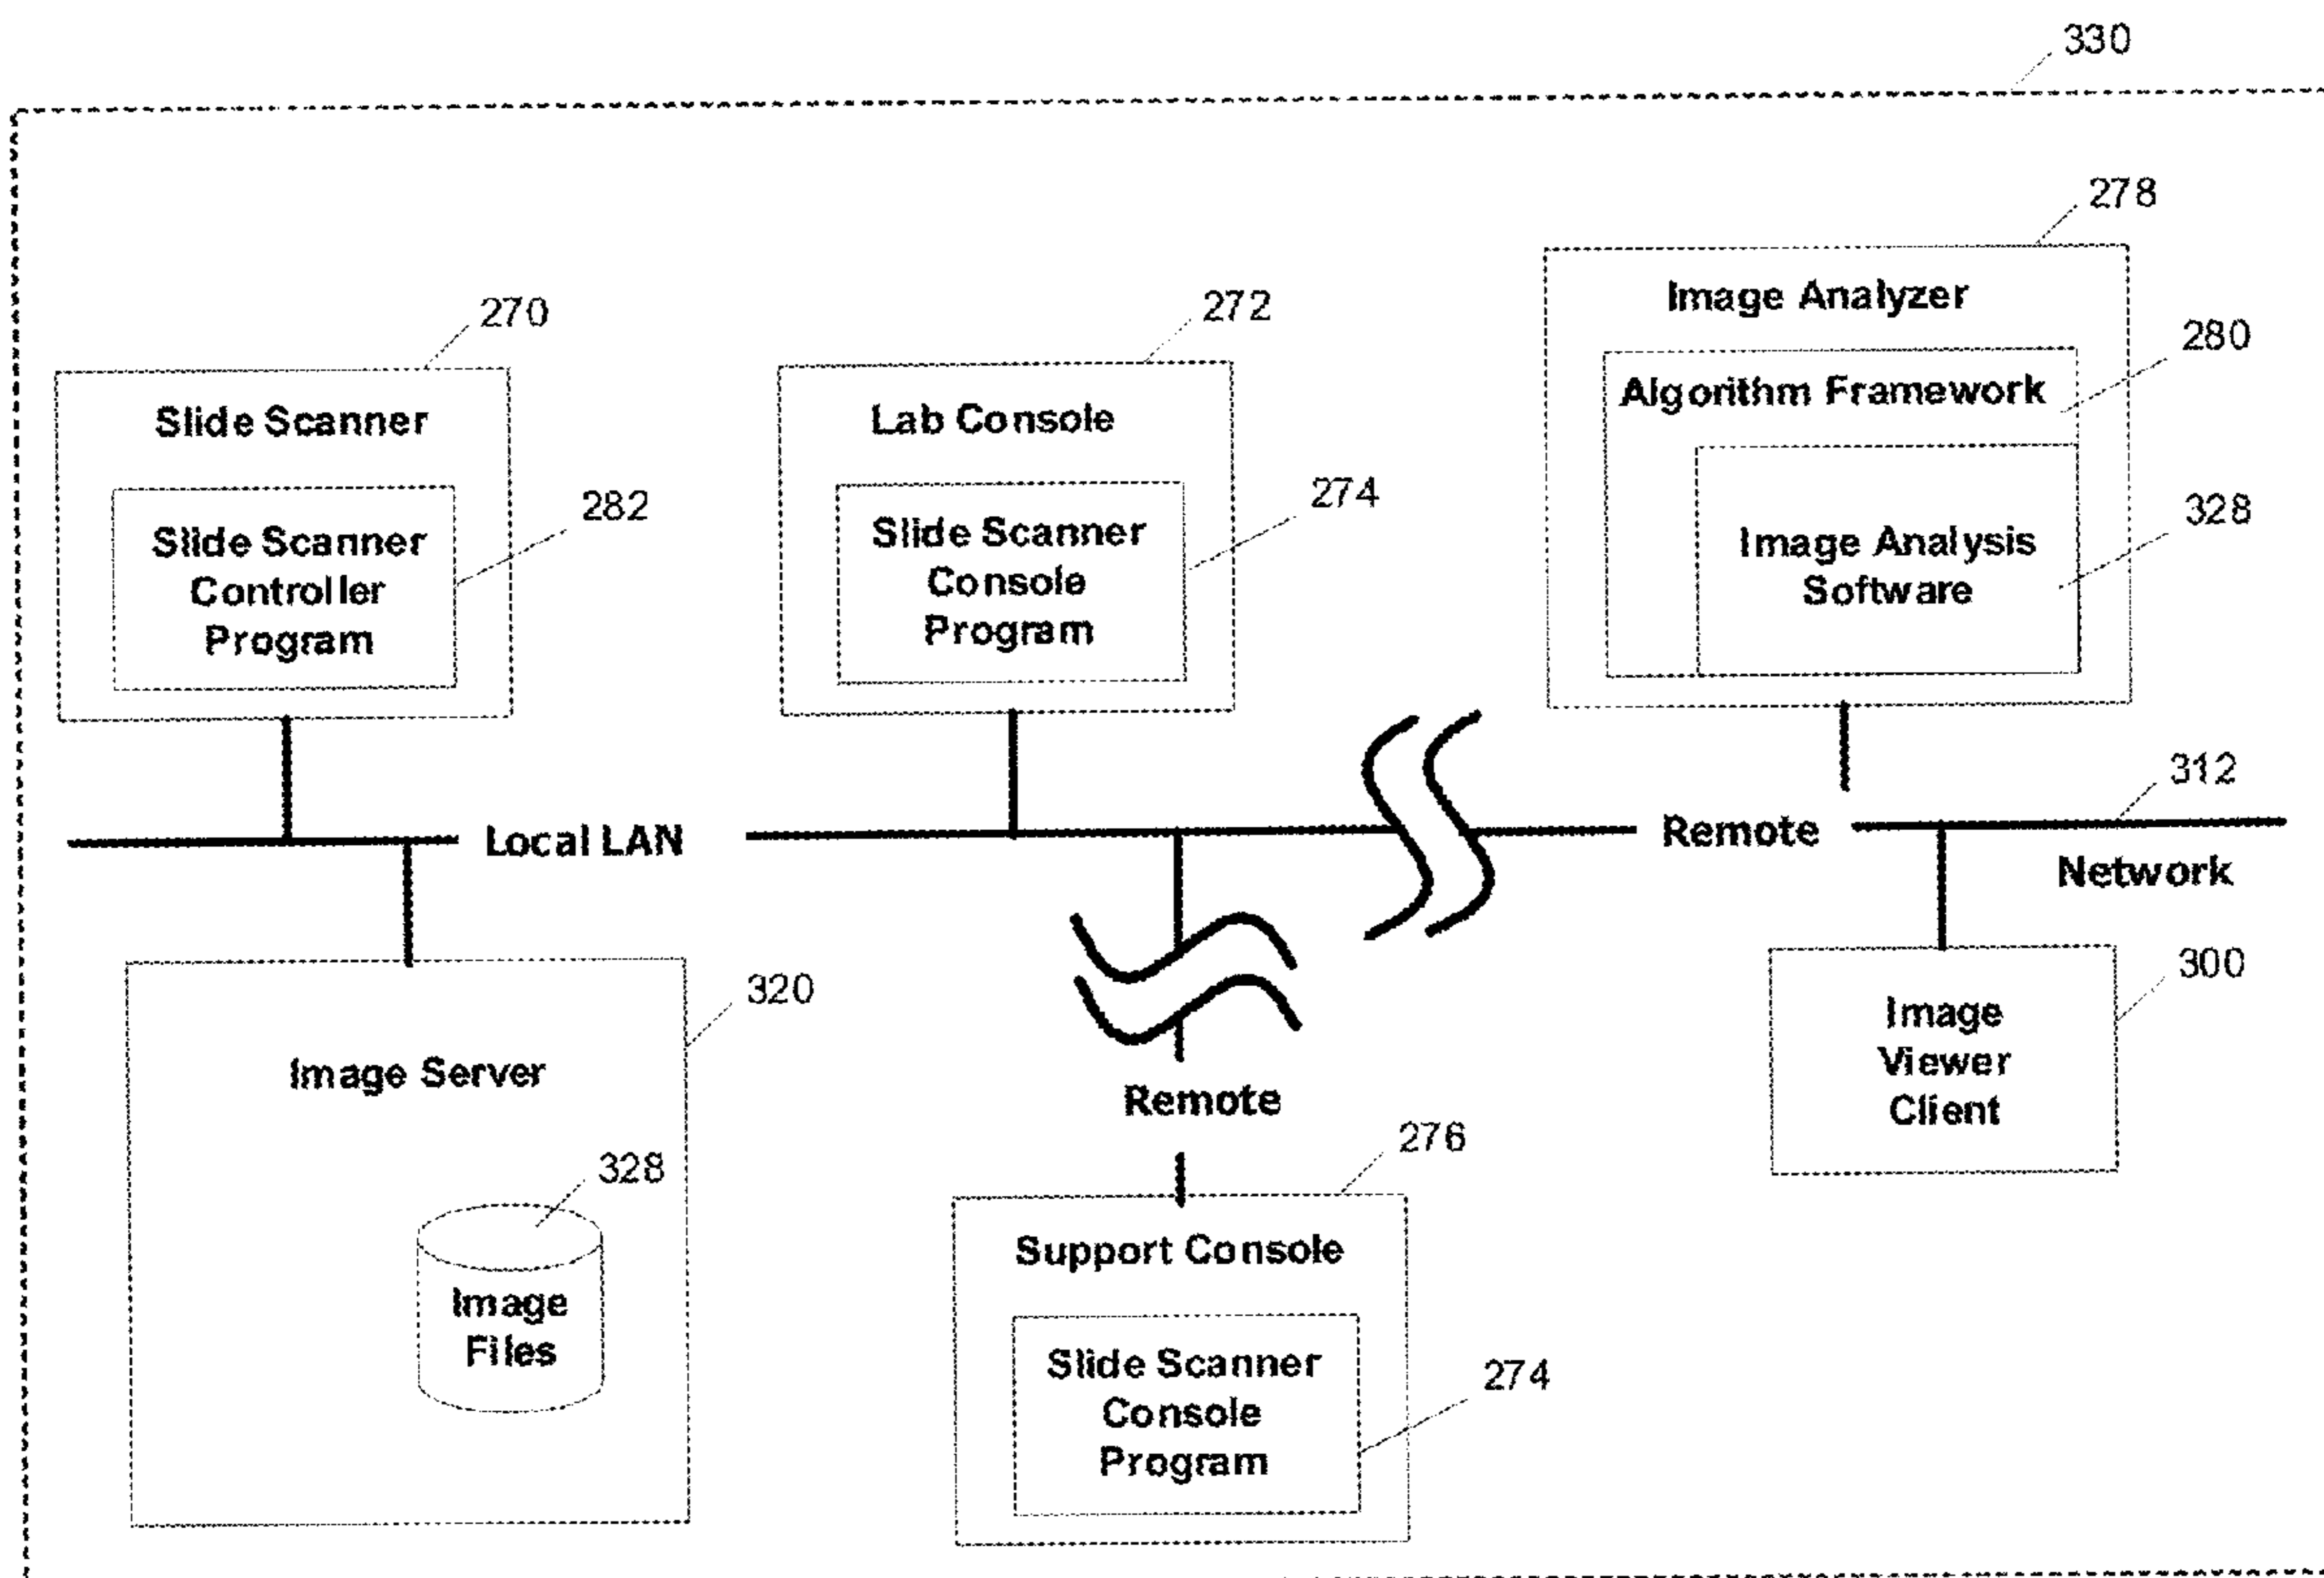 330
278
Image Analyzer
280
Algorithm Framework
328
Image Analysis
Software
270
Slide Scanner
282
Slide Scanner
Controller
Program
272
Lab Console
274
Slide Scanner
Console
Program
Local LAN
Remote
312
Network
320
Image Server
328
Image
Files
Remote
276
Support Console
274
Slide Scanner
Console
Program
300
Image
Viewer
Client